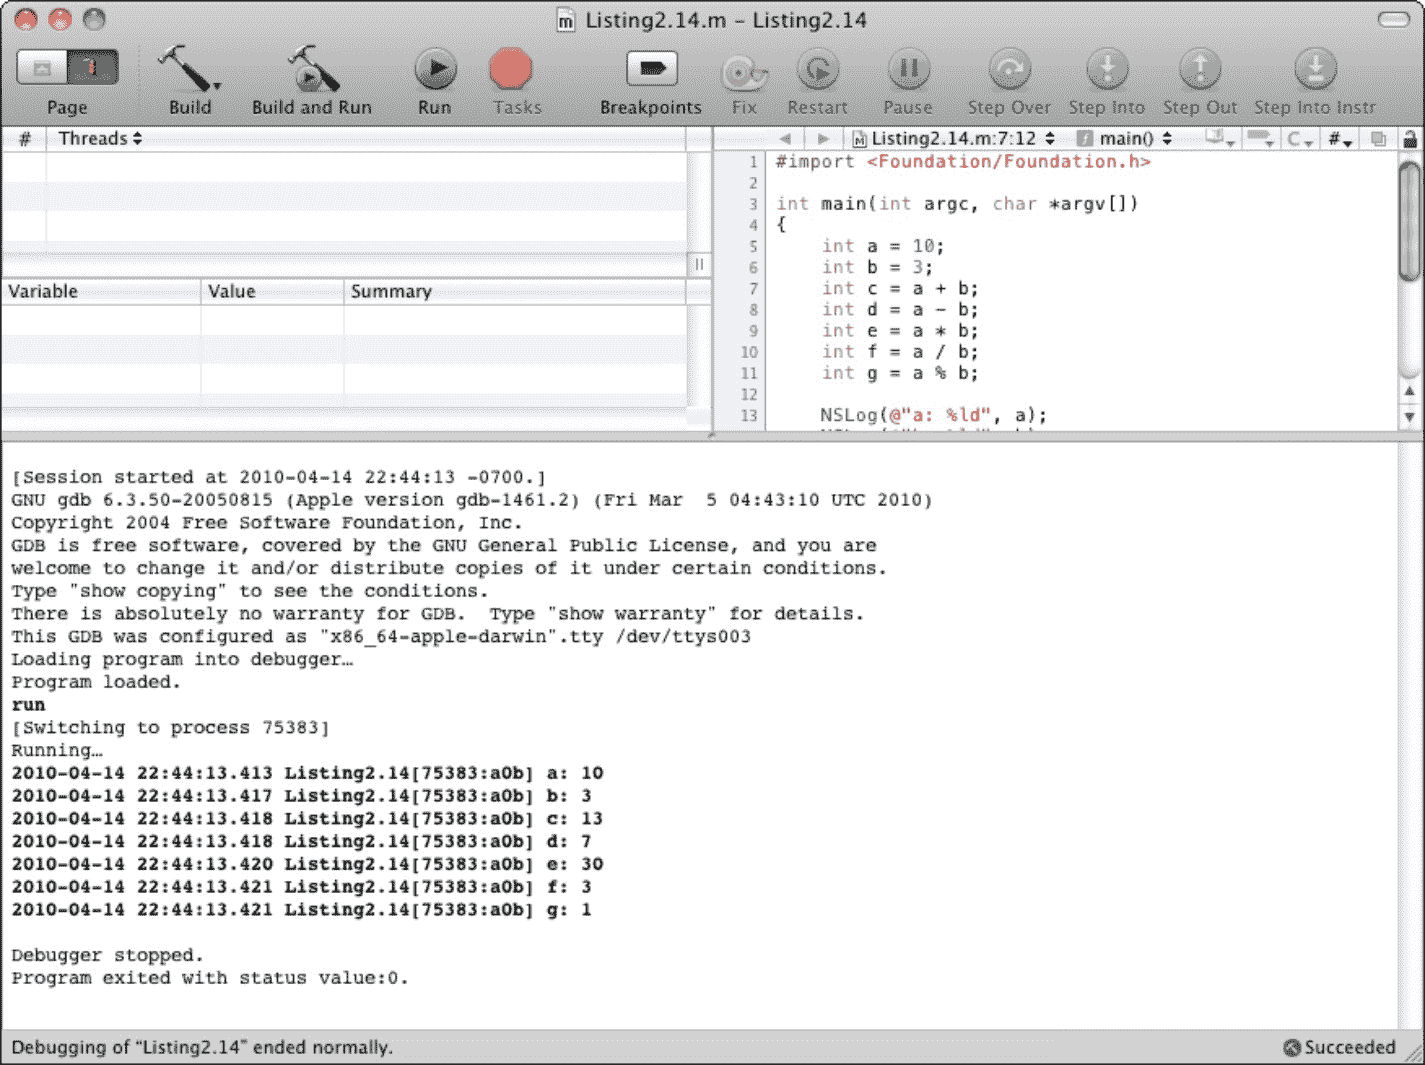 Listing2.14.m – Listing2.14
Page
Build
Build and Run
Run
Tasks
Breakpoints
Fix
Restart
Pause
Step Over
Step Into
Step Out
Step Into Instr
# Threads
Listing2.14.m:7:12 main() C #
Variable Value Summary
1 #import <Foundation/Foundation.h>
2
3 int main(int argc, char *argv[])
4 {
5 int a = 10;
6 int b = 3;
7 int c = a + b;
8 int d = a - b;
9 int e = a * b;
10 int f = a / b;
11 int g = a % b;
12
13 NSLog(@"a: %ld", a);
[Session started at 2010-04-14 22:44:13 -0700.]
GNU gdb 6.3.50-20050815 (Apple version gdb-1461.2) (Fri Mar  5 04:43:10 UTC 2010)
Copyright 2004 Free Software Foundation, Inc.
GDB is free software, covered by the GNU General Public License, and you are
welcome to change it and/or distribute copies of it under certain conditions.
Type "show copying" to see the conditions.
There is absolutely no warranty for GDB.  Type "show warranty" for details.
This GDB was configured as "x86_64-apple-darwin".tty /dev/ttys003
Loading program into debugger…
Program loaded.
run
[Switching to process 75383]
Running…
2010-04-14 22:44:13.413 Listing2.14[75383:a0b] a: 10
2010-04-14 22:44:13.417 Listing2.14[75383:a0b] b: 3
2010-04-14 22:44:13.418 Listing2.14[75383:a0b] c: 13
2010-04-14 22:44:13.418 Listing2.14[75383:a0b] d: 7
2010-04-14 22:44:13.420 Listing2.14[75383:a0b] e: 30
2010-04-14 22:44:13.421 Listing2.14[75383:a0b] f: 3
2010-04-14 22:44:13.421 Listing2.14[75383:a0b] g: 1
Debugger stopped.
Program exited with status value:0.
Debugging of “Listing2.14” ended normally.
Succeeded